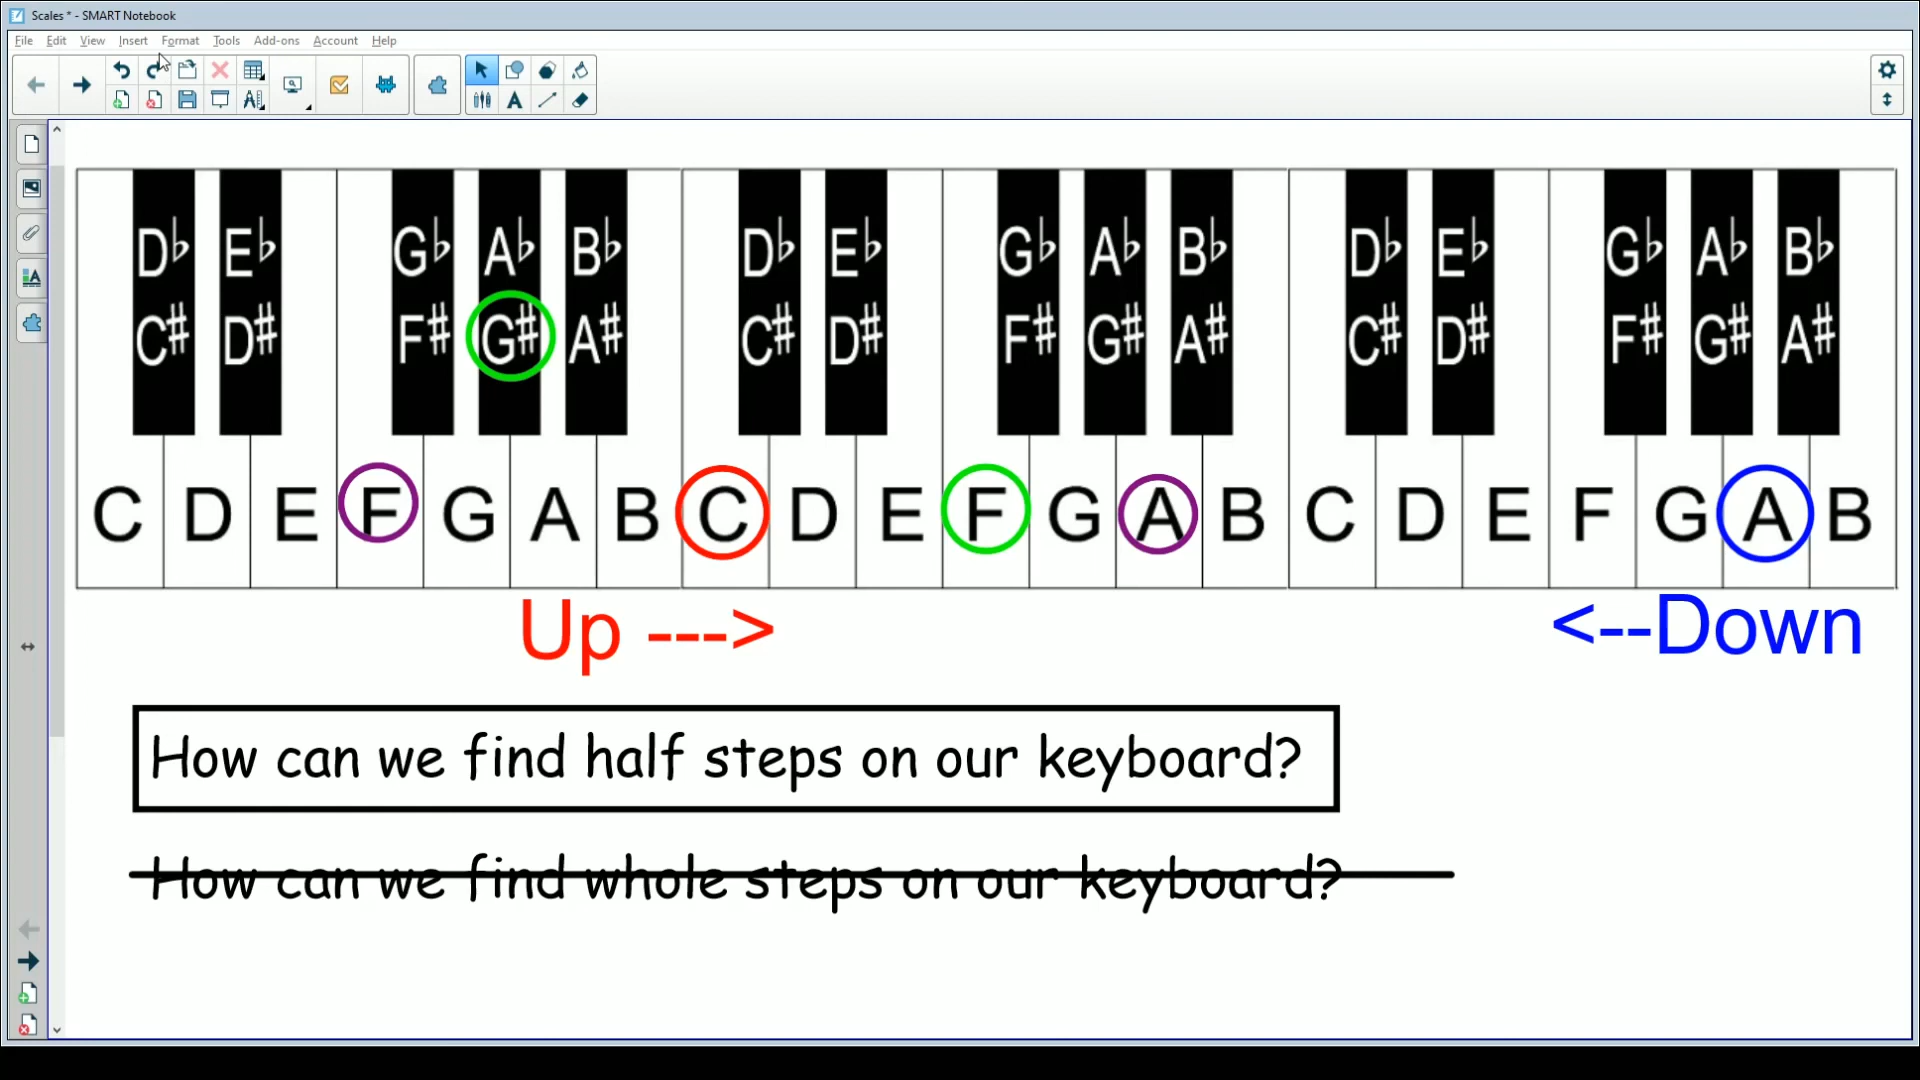 Scales * - SMART Notebook
File Edit View Insert Format Tools Add-ons Account Help
D♭ E♭ G♭ A♭ B♭ D♭ E♭ G♭ A♭ B♭ D♭ E♭ G♭ A♭ B♭
C# D# F# G# A# C# D# F# G# A# C# D# F# G# A#
C D E F G A B C D E F G A B C D E F G A B
Up ---> <--Down
How can we find half steps on our keyboard?
How can we find whole steps on our keyboard?